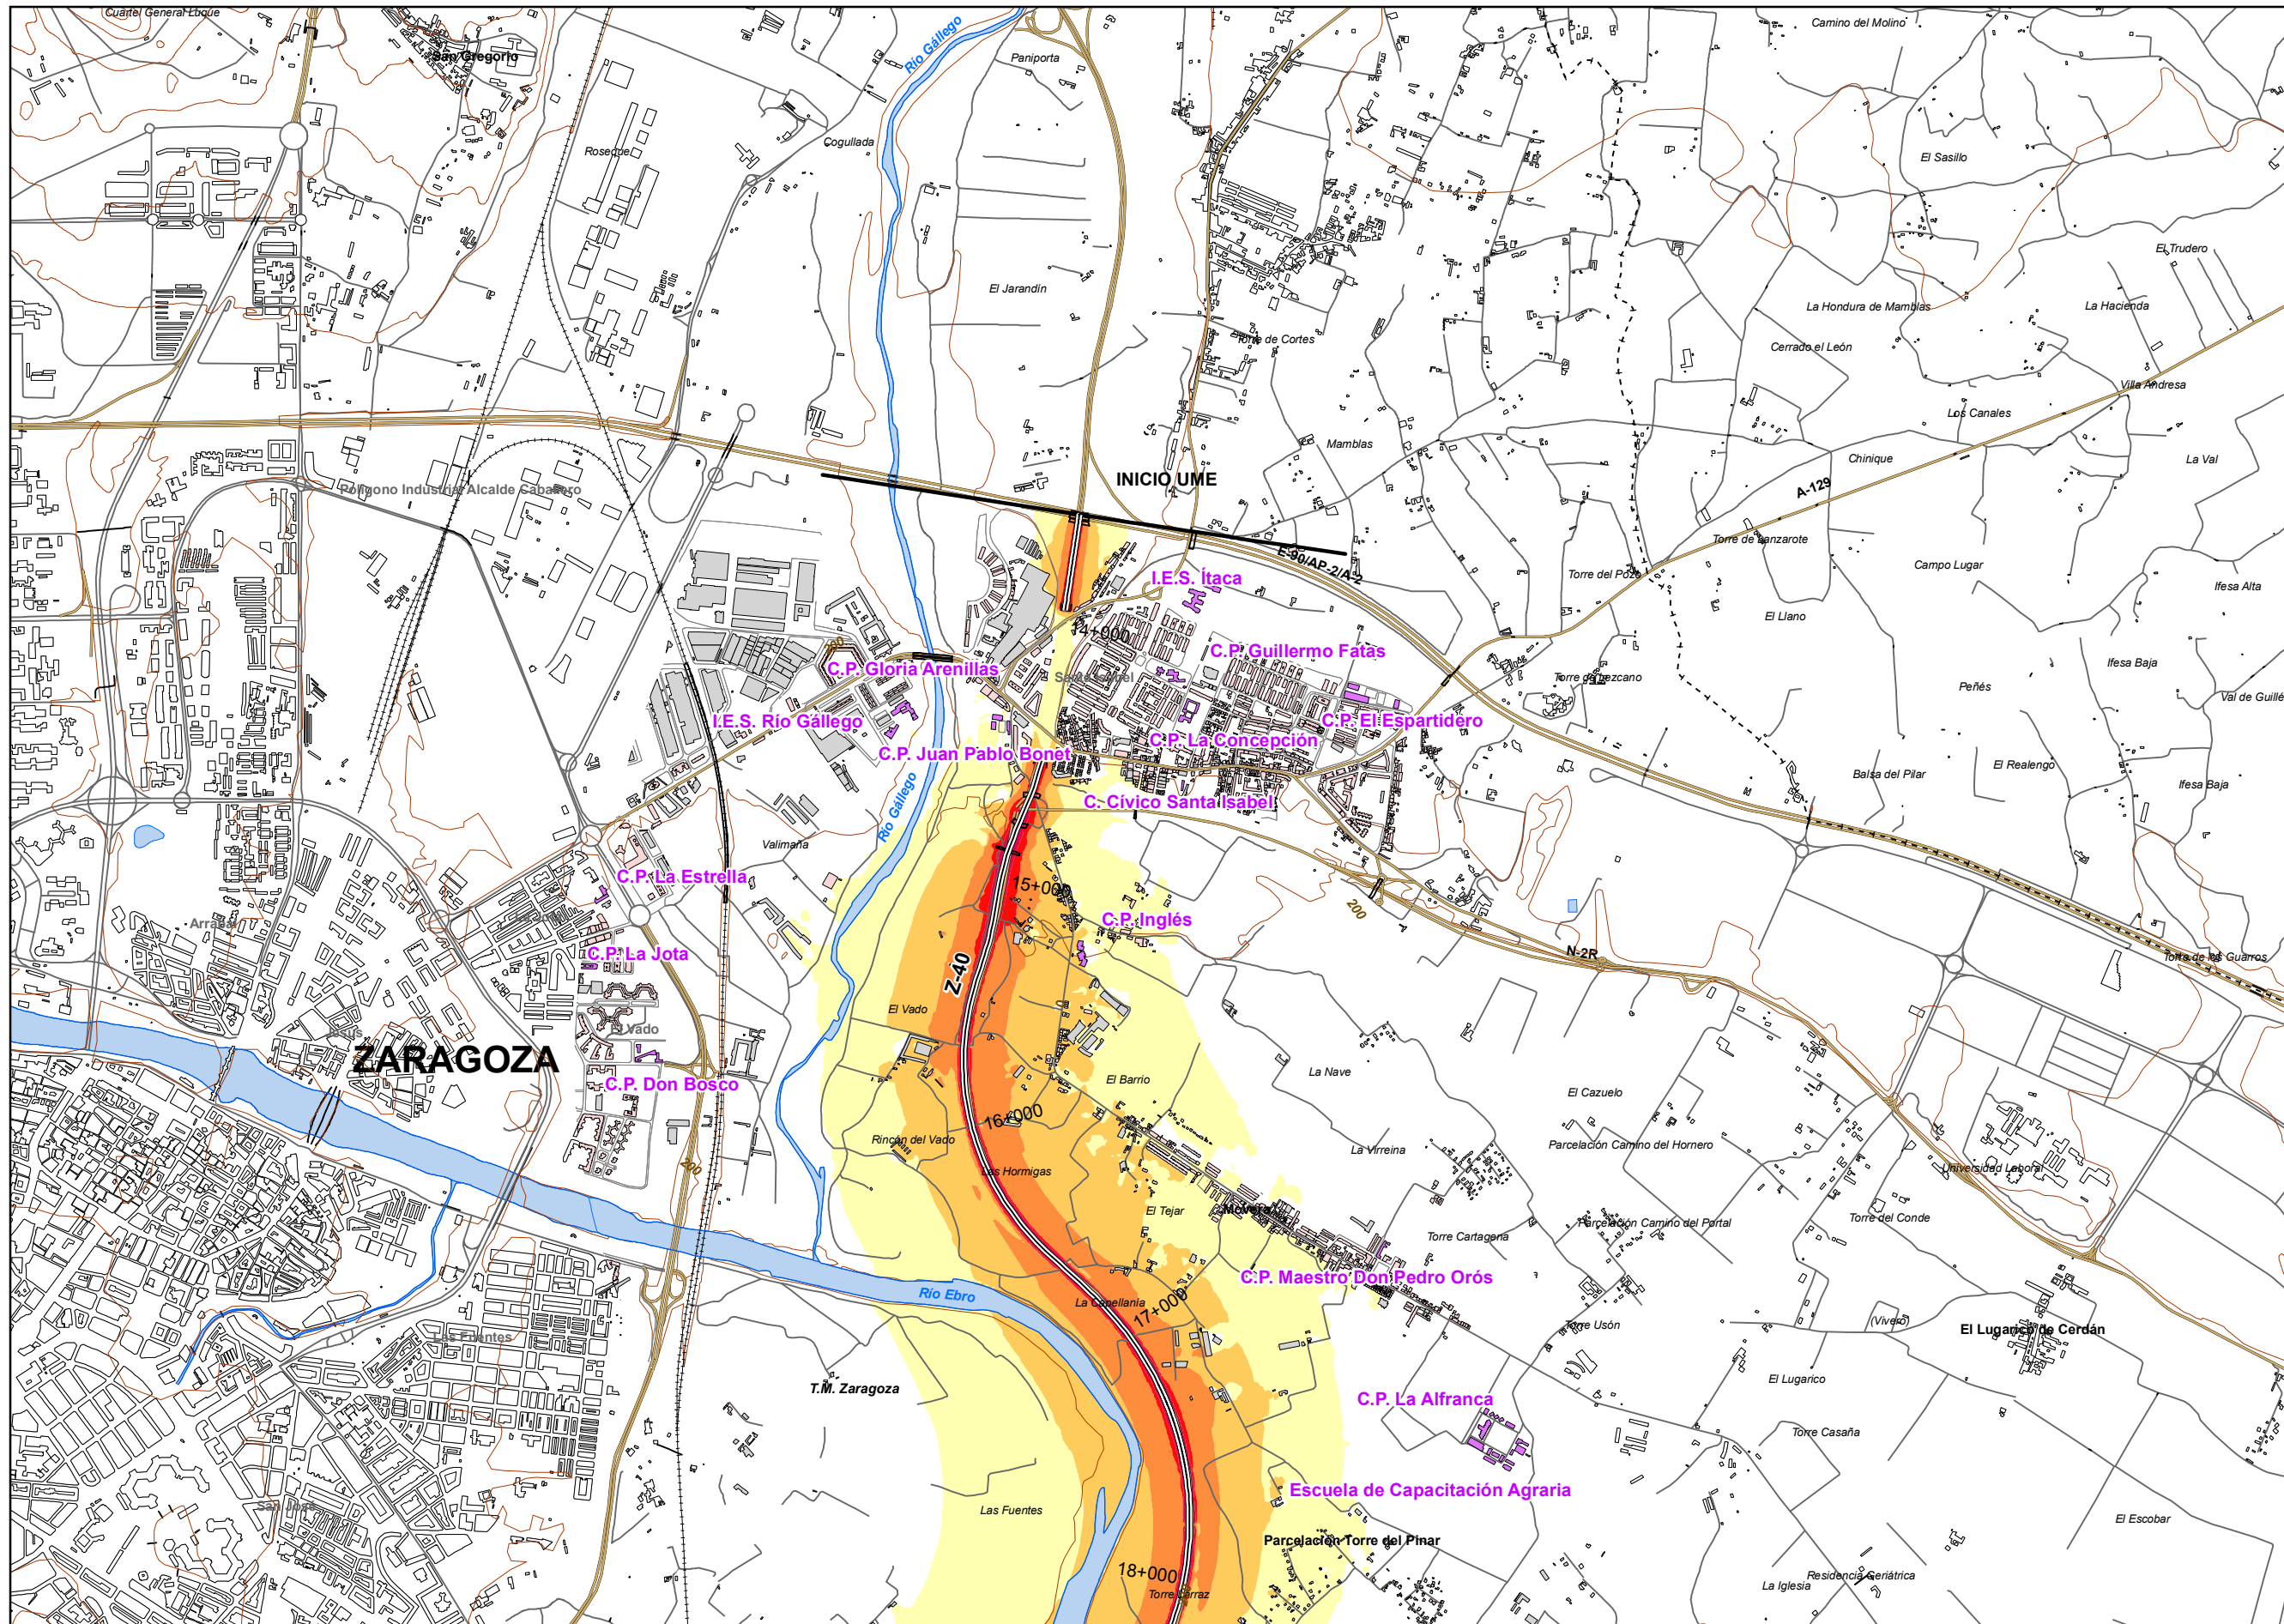 Cuartel General Luque
San Gregorio
Río Gállego
Paniporta
Camino del Molino
Roseque
Cogullada
El Sasillo
El Trudero
El Jarandín
La Hondura de Mamblas
La Hacienda
Torre de Cortes
Cerrado el León
Villa Andresa
Los Canales
Mamblas
Chinique
La Val
INICIO UME
Polígono Industrial Alcalde Caballero
A-129
Torre de Lanzarote
E-90/AP-2/A-2
I.E.S. Ítaca
Torre del Pozo
Campo Lugar
Ifesa Alta
El Llano
14+000
200
C.P. Guillermo Fatas
C.P. Gloria Arenillas
Santa Isabel
Torre de Lezcano
Ifesa Baja
Peñés
Val de Guillé
I.E.S. Río Gállego
C.P. El Espartidero
C.P. La Concepción
C.P. Juan Pablo Bonet
El Realengo
Balsa del Pilar
Ifesa Baja
C. Cívico Santa Isabel
Río Gállego
Valimaña
C.P. La Estrella
15+000
200
Arrabal
La Jota
C.P. Inglés
C.P. La Jota
N-2R
Torre de los Guarros
Z-40
El Vado
El Vado
Jesús
ZARAGOZA
La Nave
El Barrio
C.P. Don Bosco
El Cazuelo
16+000
Rincón del Vado
La Virreina
Parcelación Camino del Hornero
200
Las Hormigas
Universidad Laboral
El Tejar
Movera
Torre del Conde
Parcelación Camino del Portal
Torre Cartagena
C.P. Maestro Don Pedro Orós
Río Ebro
La Capellanía
17+000
Torre Usón
(Vivero)
El Lugarico de Cerdán
Las Fuentes
El Lugarico
T.M. Zaragoza
C.P. La Alfranca
Torre Casaña
Escuela de Capacitación Agraria
San José
Las Fuentes
El Escobar
Parcelación Torre del Pinar
18+000
Residencia Geriátrica
La Iglesia
Torre Larraz